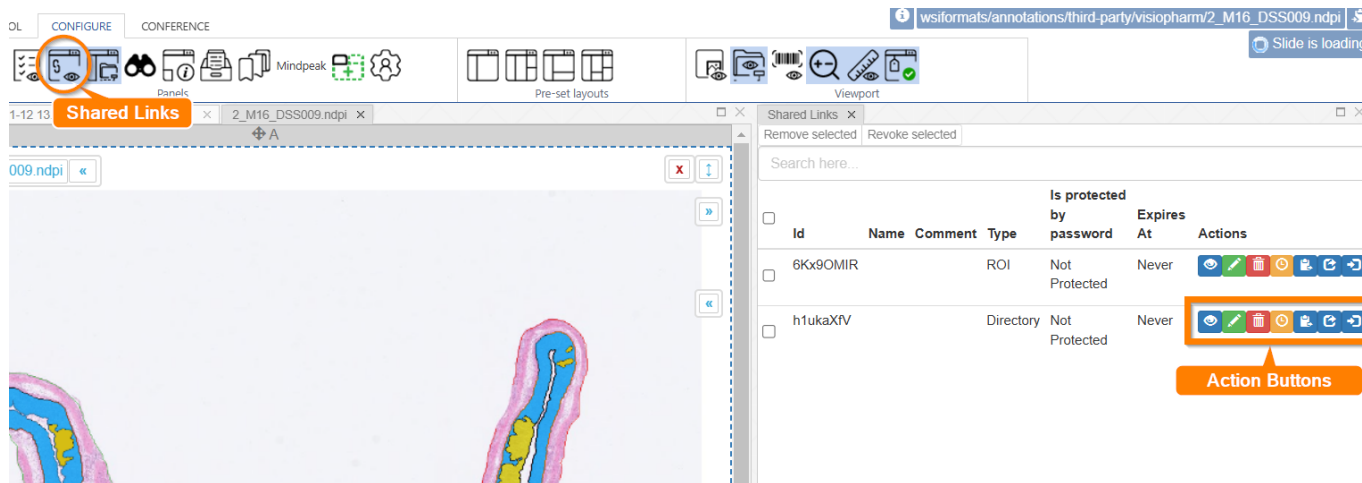 OL CONFIGURE CONFERENCE
wsiformats/annotations/third-party/visiopharm/2_M16_DSS009.ndpi
Slide is loading
Mindpeak
Panels
Pre-set layouts
Viewport
Shared Links
1-12 13
2_M16_DSS009.ndpi
A
009.ndpi «
x
»
«
Shared Links
Remove selected Revoke selected
Search here...
Id Name Comment Type Is protected by password Expires At Actions
6Kx9OMIR ROI Not Protected Never
h1ukaXfV Directory Not Protected Never
Action Buttons